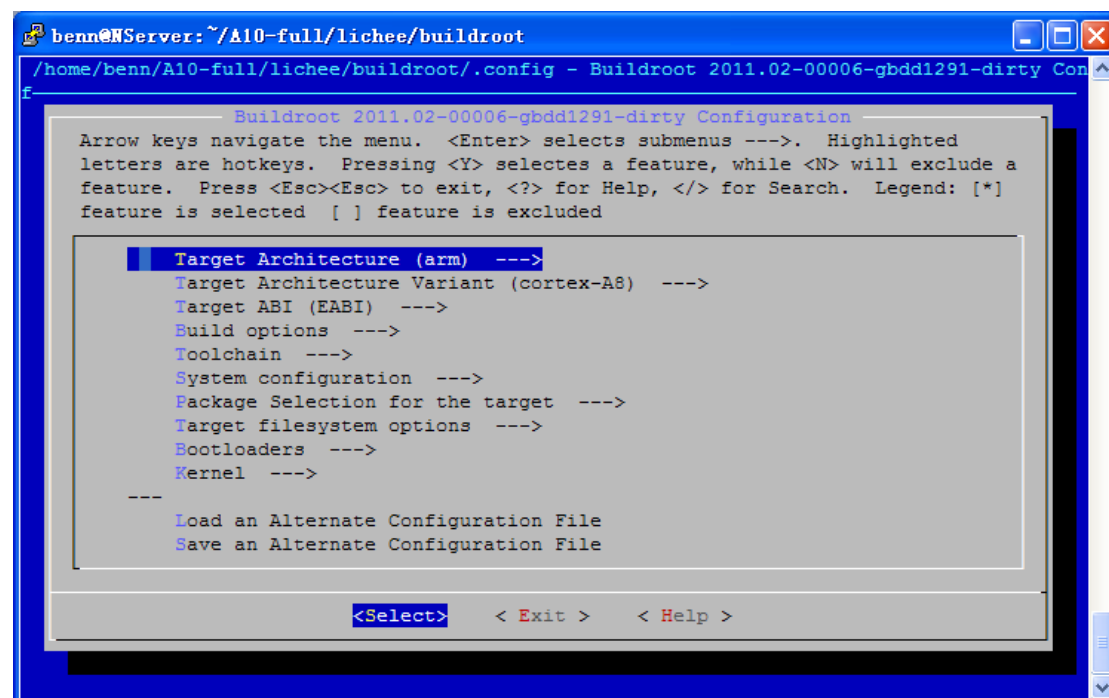 benn@NServer: ~/A10-full/lichee/buildroot
/home/benn/A10-full/lichee/buildroot/.config - Buildroot 2011.02-00006-gbdd1291-dirty Con
f
Buildroot 2011.02-00006-gbdd1291-dirty Configuration
Arrow keys navigate the menu.  <Enter> selects submenus --->.  Highlighted
letters are hotkeys.  Pressing <Y> selectes a feature, while <N> will exclude a
feature.  Press <Esc><Esc> to exit, <?> for Help, </> for Search.  Legend: [*]
feature is selected  [ ] feature is excluded
Target Architecture (arm)  --->
Target Architecture Variant (cortex-A8)  --->
Target ABI (EABI)  --->
Build options  --->
Toolchain  --->
System configuration  --->
Package Selection for the target  --->
Target filesystem options  --->
Bootloaders  --->
Kernel  --->
---
Load an Alternate Configuration File
Save an Alternate Configuration File
<Select>    < Exit >    < Help >